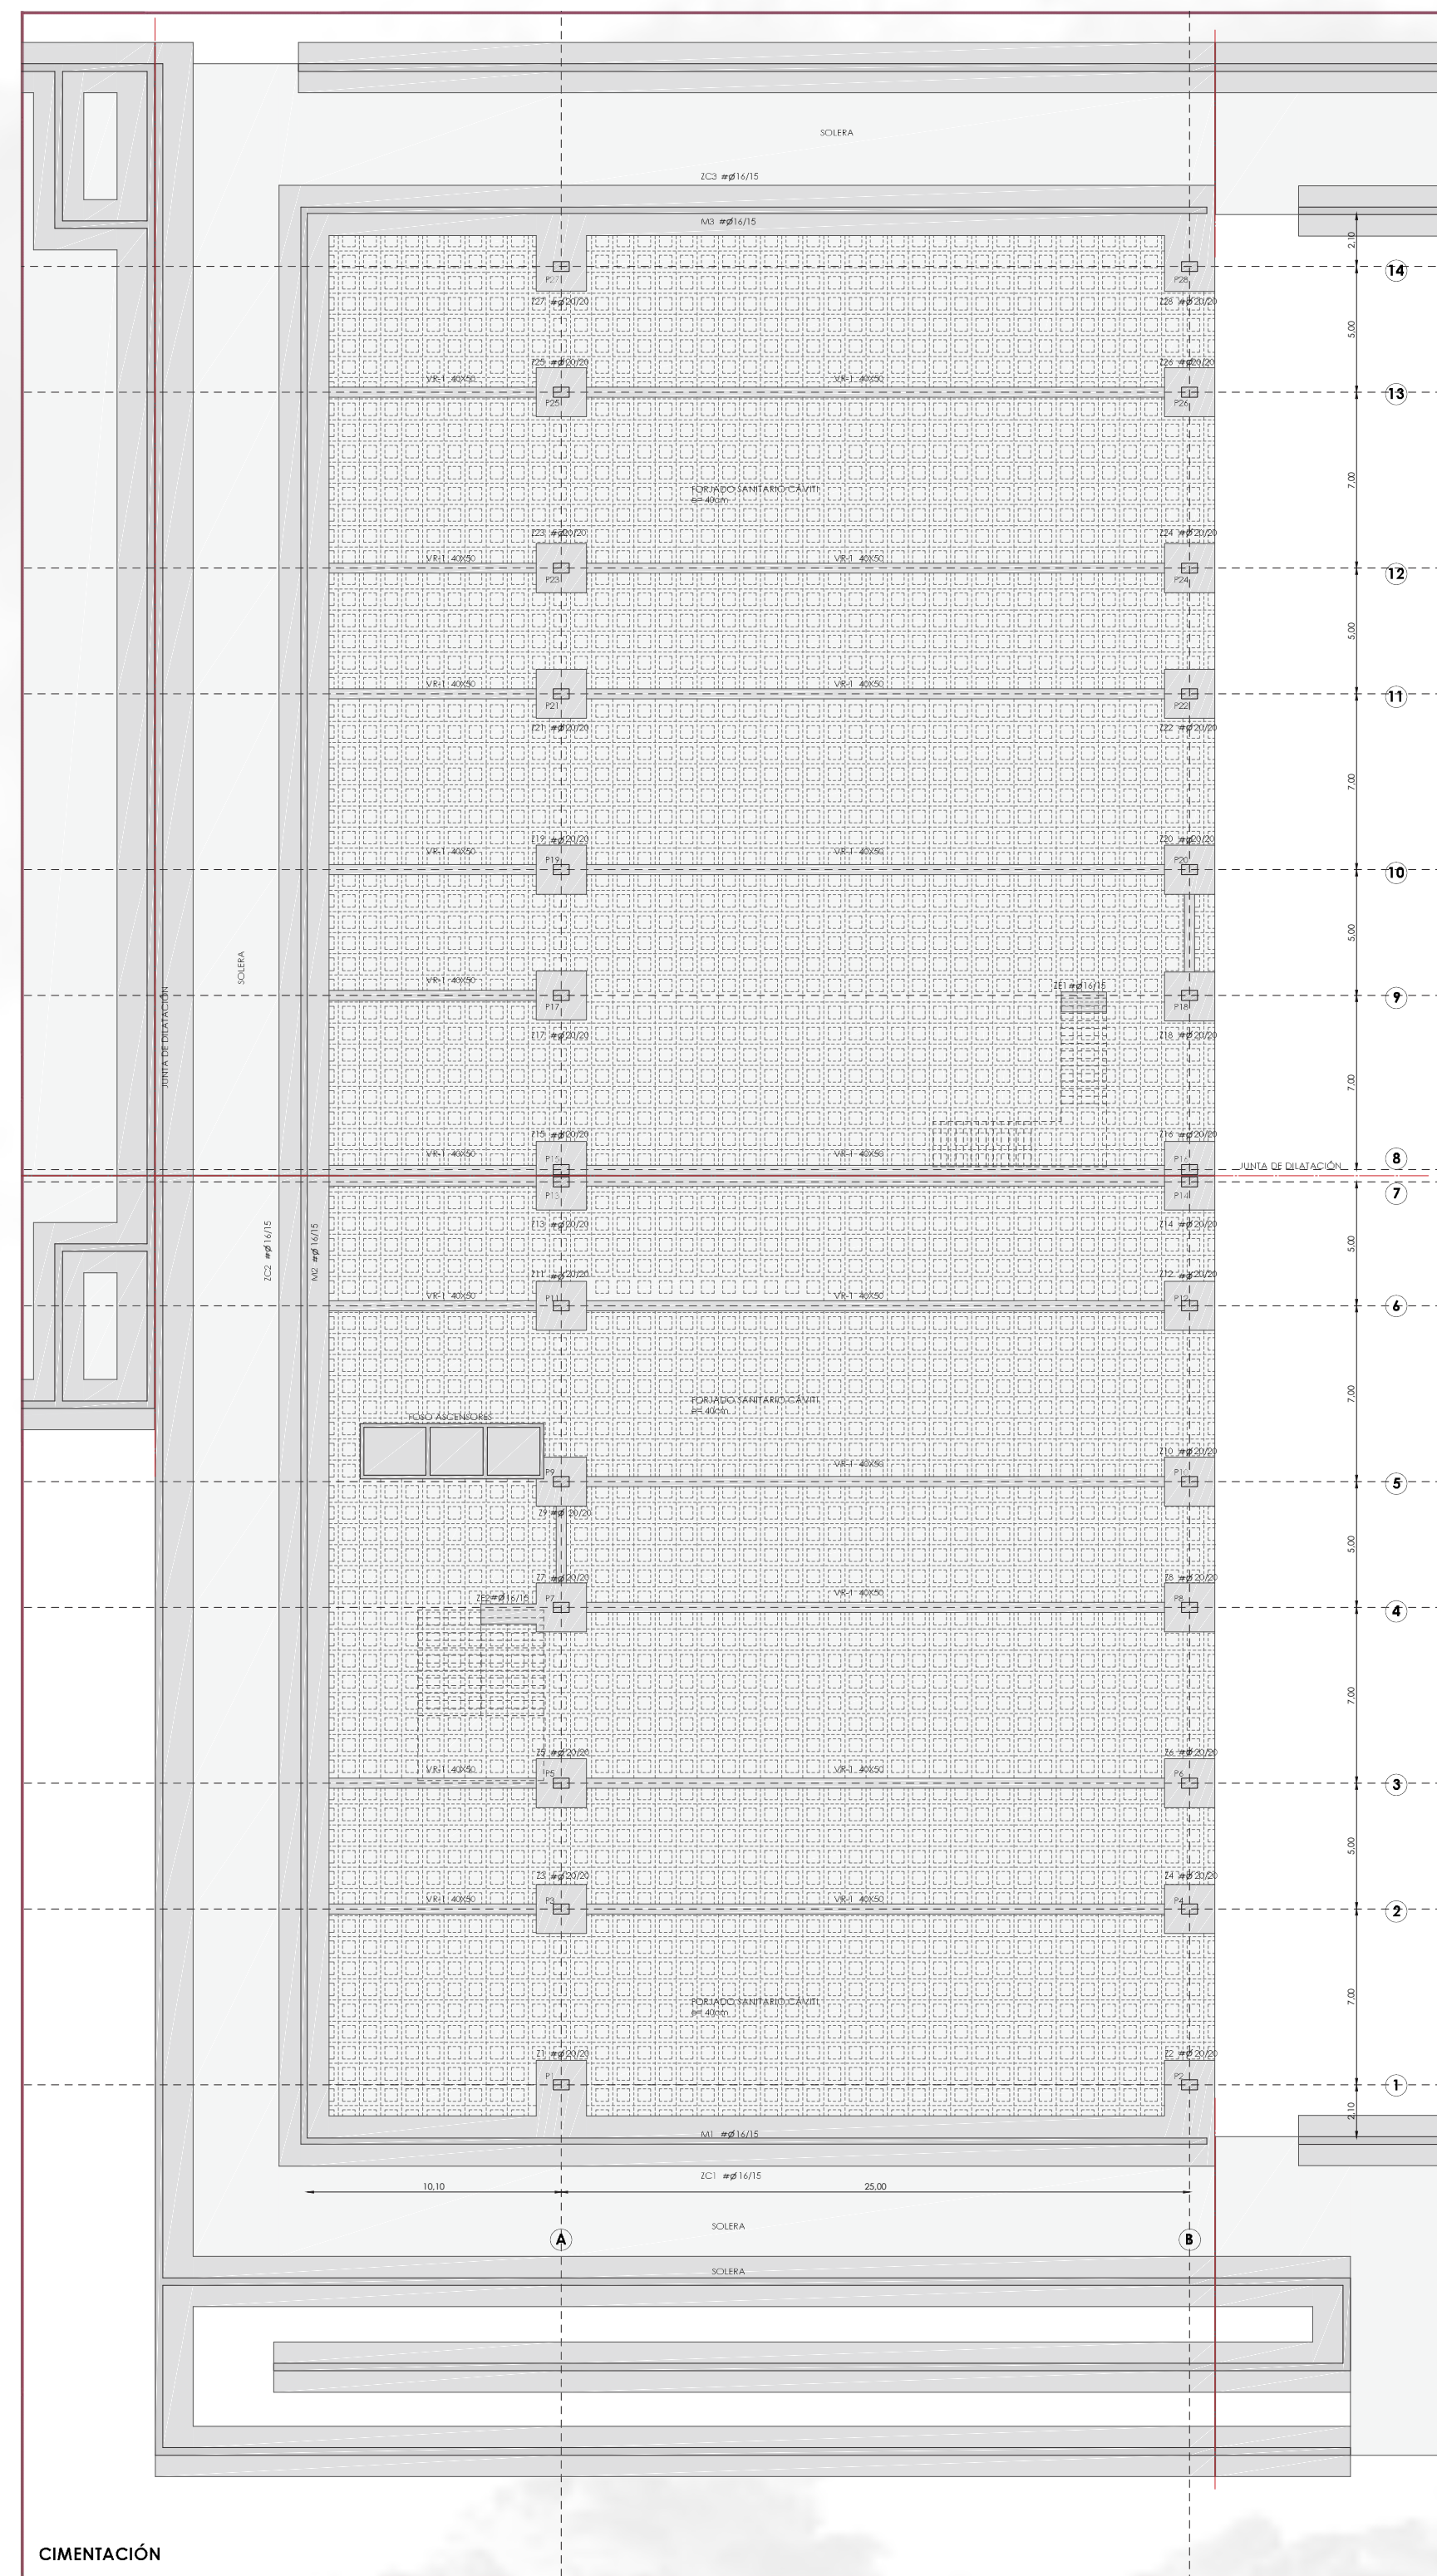 SOLERA
ZC3 #Ø16/15
M3 #Ø16/15
2,10
14
P27
P28
Z27 #Ø20/20
Z28 #Ø20/20
5,00
Z25 #Ø20/20
Z26 #Ø20/20
VR-1 40X50
VR-1 40X50
13
P25
P26
7,00
FORJADO SANITARIO CÁVITI
e= 40cm
Z23 #Ø20/20
Z24 #Ø20/20
VR-1 40X50
VR-1 40X50
12
P23
P24
5,00
VR-1 40X50
VR-1 40X50
11
P21
P22
Z21 #Ø20/20
Z22 #Ø20/20
7,00
Z19 #Ø20/20
Z20 #Ø20/20
VR-1 40X50
VR-1 40X50
P19
P20
10
5,00
SOLERA
VR-1 40X50
ZE1#Ø16/15
9
P17
P18
JUNTA DE DILATACIÓN
Z17 #Ø20/20
Z18 #Ø20/20
7,00
Z15 #Ø20/20
Z16 #Ø20/20
VR-1 40X50
VR-1 40X50
P15
P16
8
JUNTA DE DILATACIÓN
P13
P14
7
Z13 #Ø20/20
Z14 #Ø20/20
ZC2 #Ø16/15
M2 #Ø16/15
5,00
Z11 #Ø20/20
Z12 #Ø20/20
VR-1 40X50
VR-1 40X50
P11
P12
6
7,00
FORJADO SANITARIO CÁVITI
e= 40cm
FOSO ASCENSORES
Z10 #Ø20/20
VR-1 40X50
P9
P10
5
Z9 #Ø20/20
5,00
Z7 #Ø20/20
Z8 #Ø20/20
ZE2#Ø16/15
VR-1 40X50
P7
P8
4
7,00
Z5 #Ø20/20
Z6 #Ø20/20
VR-1 40X50
VR-1 40X50
P5
P6
3
5,00
Z3 #Ø20/20
Z4 #Ø20/20
VR-1 40X50
VR-1 40X50
P3
P4
2
7,00
FORJADO SANITARIO CÁVITI
e= 40cm
Z1 #Ø20/20
Z2 #Ø20/20
P1
P2
1
2,10
M1 #Ø16/15
ZC1 #Ø16/15
10,10
25,00
SOLERA
A
B
SOLERA
CIMENTACIÓN